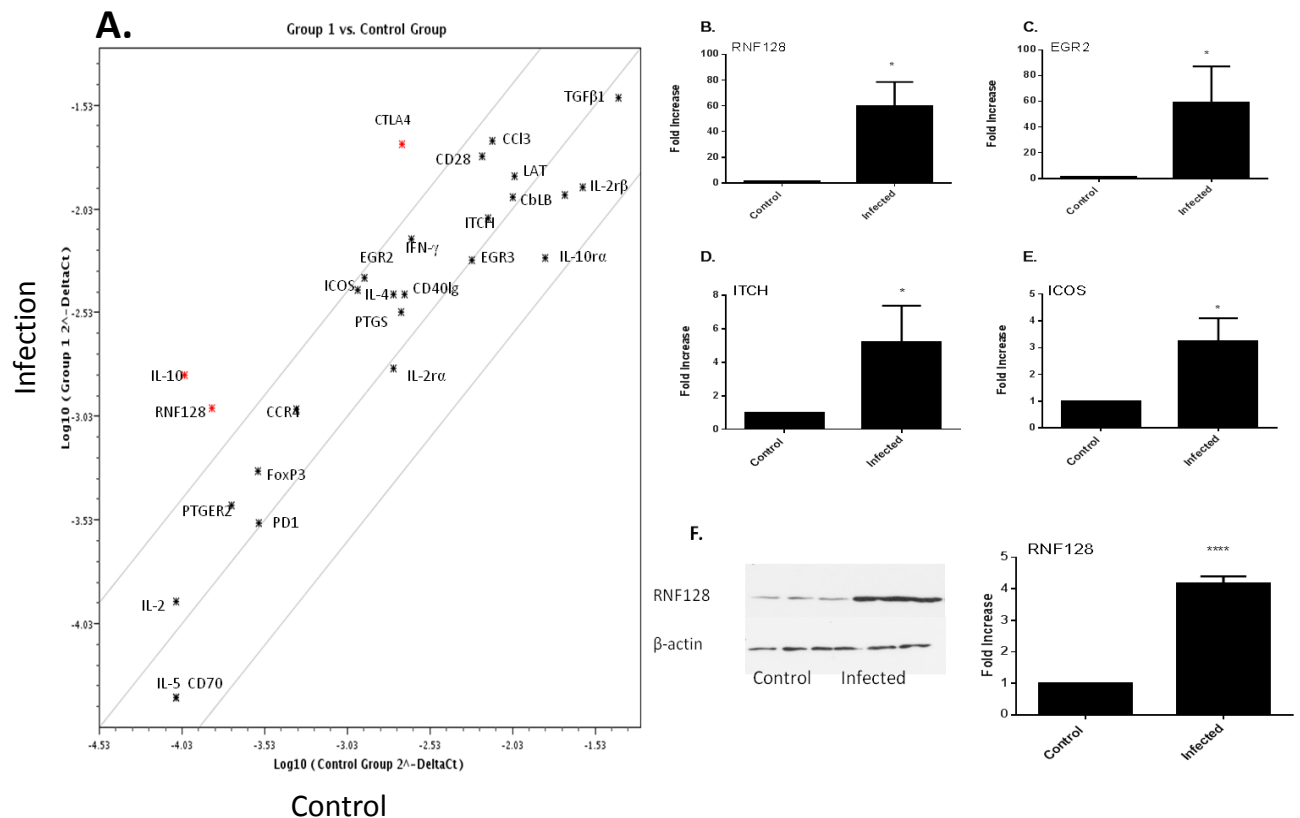 A.
Group 1 vs. Control Group
Infection
Log10 (Group 1 2^-DeltaCt)
-1.53
-2.03
-2.53
-3.03
-3.53
-4.03
TGFβ1
CTLA4
CCl3
CD28
LAT
IL-2rβ
CbLB
ITCH
IFN-γ
EGR2
EGR3
IL-10rα
ICOS
IL-4
CD40lg
PTGS
IL-10
IL-2rα
RNF128
CCR4
FoxP3
PTGER2
PD1
IL-2
IL-5 CD70
-4.53 -4.03 -3.53 -3.03 -2.53 -2.03 -1.53
Log10 (Control Group 2^-DeltaCt)
Control
B.
RNF128
Fold Increase
100
80
60
40
20
0
*
Control Infected
C.
EGR2
Fold Increase
100
80
60
40
20
0
*
Control Infected
D.
ITCH
Fold Increase
8
6
4
2
0
*
Control Infected
E.
ICOS
Fold Increase
5
4
3
2
1
0
*
Control Infected
F.
RNF128
β-actin
Control Infected
RNF128
Fold Increase
5
4
3
2
1
0
****
Control Infected